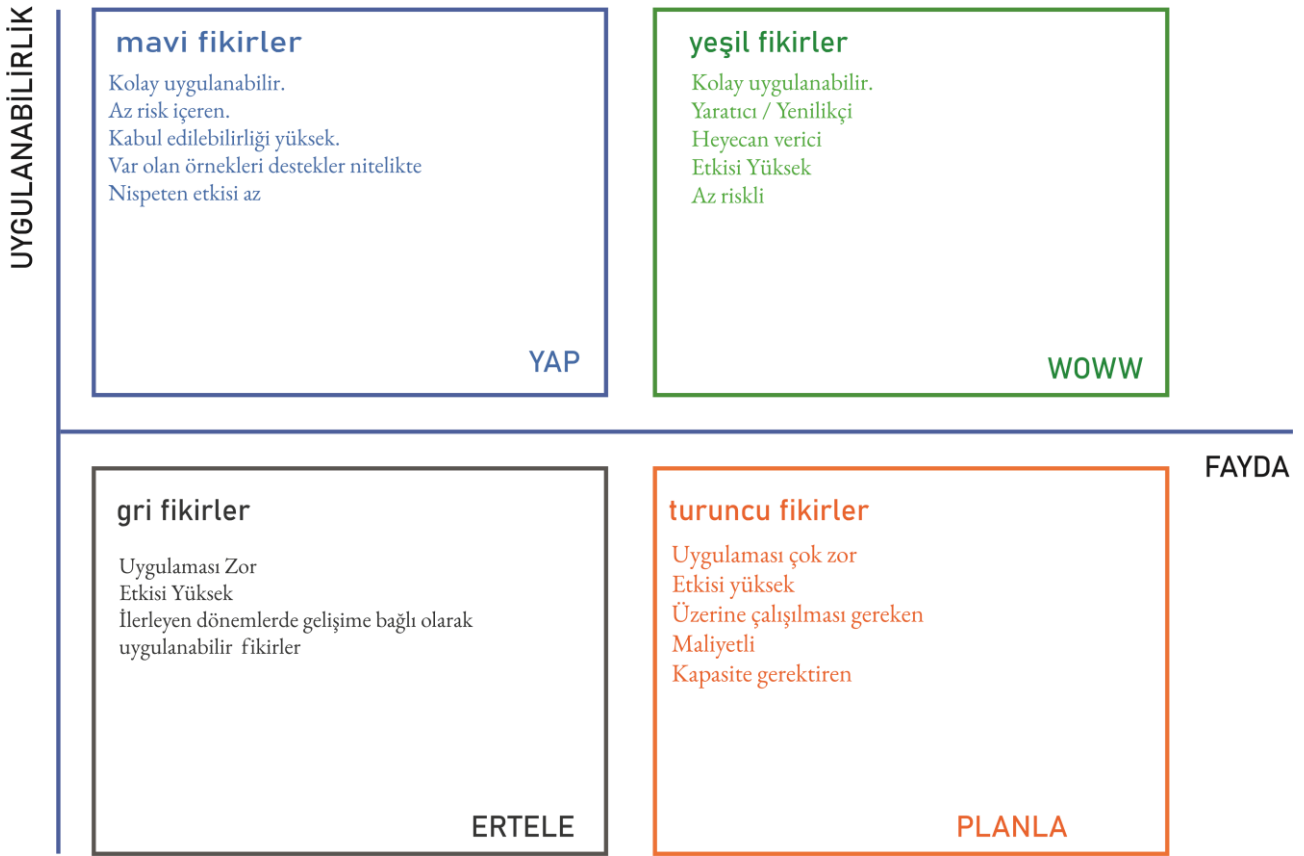 UYGULANABİLİRLİK
mavi fikirler
Kolay uygulanabilir.
Az risk içeren.
Kabul edilebilirliği yüksek.
Var olan örnekleri destekler nitelikte
Nispeten etkisi az
YAP
yeşil fikirler
Kolay uygulanabilir.
Yaratıcı / Yenilikçi
Heyecan verici
Etkisi Yüksek
Az riskli
WOWW
FAYDA
gri fikirler
Uygulaması Zor
Etkisi Yüksek
İlerleyen dönemlerde gelişime bağlı olarak
uygulanabilir fikirler
ERTELE
turuncu fikirler
Uygulaması çok zor
Etkisi yüksek
Üzerine çalışılması gereken
Maliyetli
Kapasite gerektiren
PLANLA